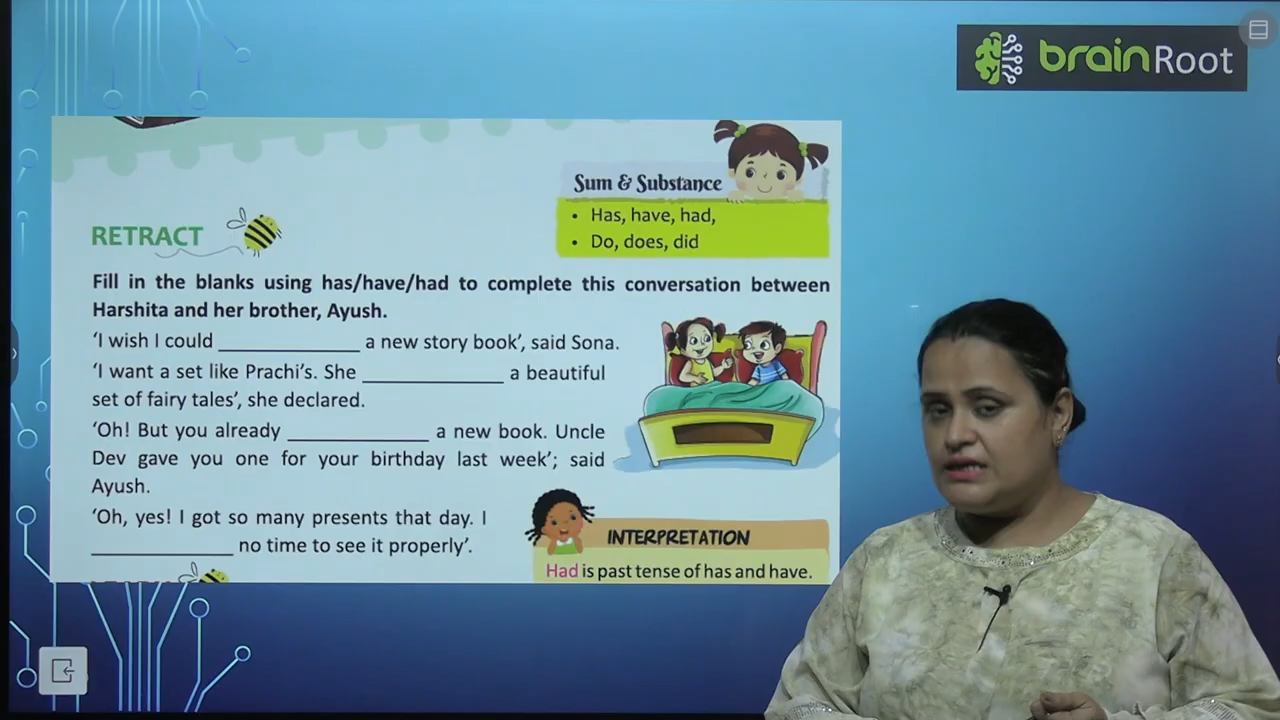 brainRoot
Sum & Substance
• Has, have, had,
• Do, does, did
RETRACT
Fill in the blanks using has/have/had to complete this conversation between
Harshita and her brother, Ayush.
‘I wish I could ______________ a new story book’, said Sona.
‘I want a set like Prachi’s. She ______________ a beautiful
set of fairy tales’, she declared.
‘Oh! But you already ______________ a new book. Uncle
Dev gave you one for your birthday last week’; said
Ayush.
‘Oh, yes! I got so many presents that day. I
______________ no time to see it properly’.
INTERPRETATION
Had is past tense of has and have.